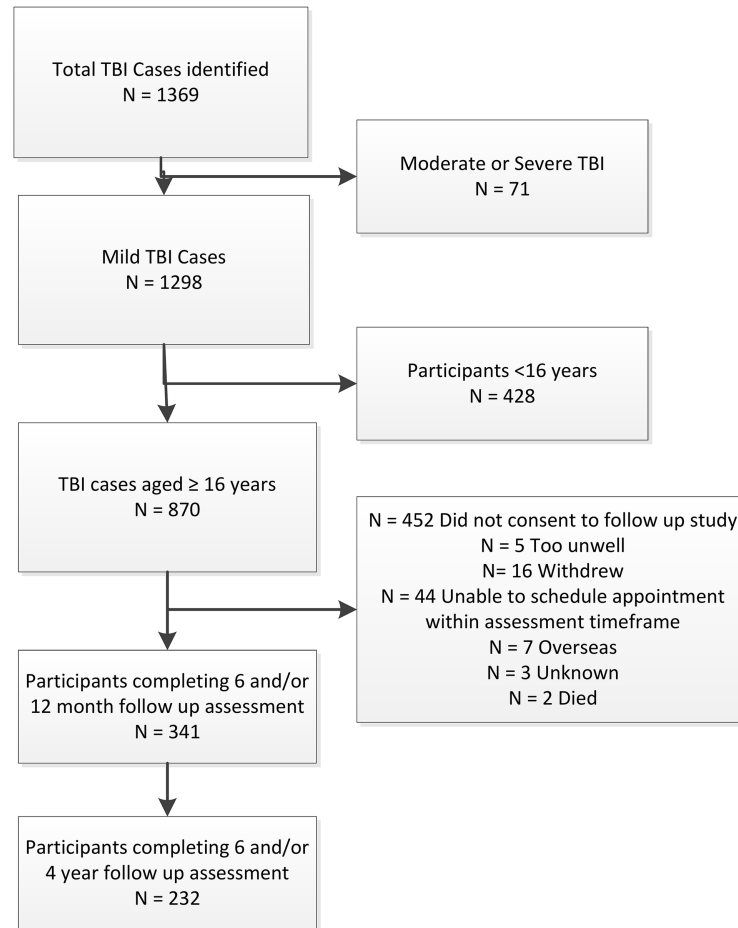 Total TBI Cases identified
N = 1369
Moderate or Severe TBI
N = 71
Mild TBI Cases
N = 1298
Participants <16 years
N = 428
TBI cases aged ≥ 16 years
N = 870
N = 452 Did not consent to follow up study
N = 5 Too unwell
N= 16 Withdrew
N = 44 Unable to schedule appointment
within assessment timeframe
N = 7 Overseas
N = 3 Unknown
N = 2 Died
Participants completing 6 and/or
12 month follow up assessment
N = 341
Participants completing 6 and/or
4 year follow up assessment
N = 232